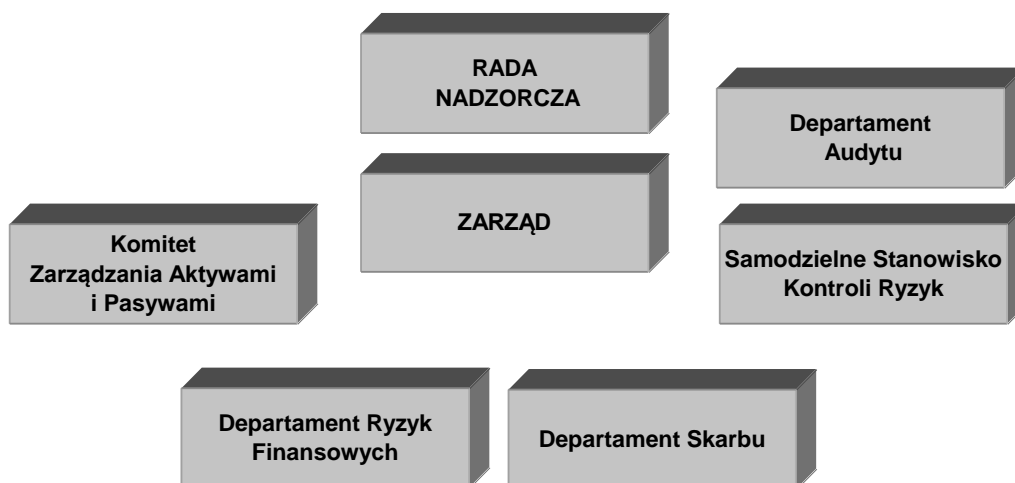 RADA
NADZORCZA
Departament
Audytu
ZARZĄD
Komitet
Zarządzania Aktywami
i Pasywami
Samodzielne Stanowisko
Kontroli Ryzyk
Departament Ryzyk
Finansowych
Departament Skarbu